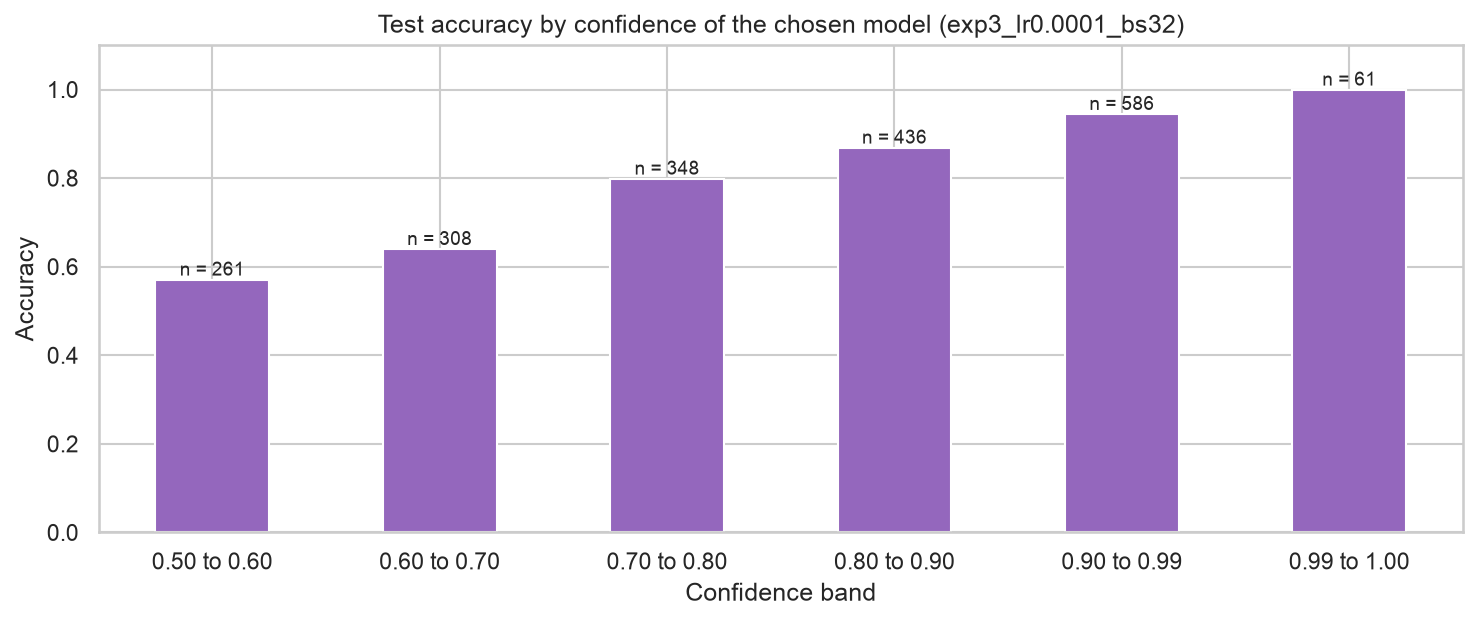 Test accuracy by confidence of the chosen model (exp3_lr0.0001_bs32)
Accuracy
1.0
0.8
0.6
0.4
0.2
0.0
n = 261
n = 308
n = 348
n = 436
n = 586
n = 61
0.50 to 0.60
0.60 to 0.70
0.70 to 0.80
0.80 to 0.90
0.90 to 0.99
0.99 to 1.00
Confidence band